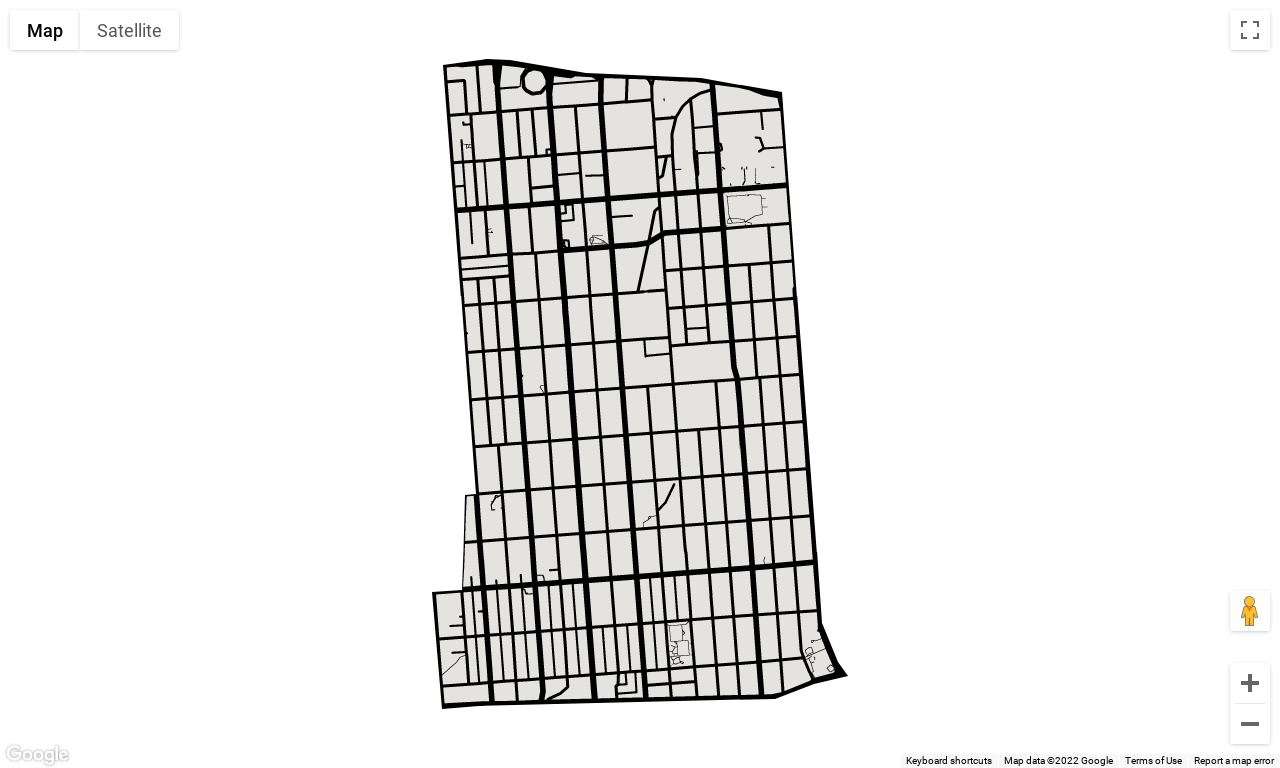 Map
Satellite
Google
Keyboard shortcuts
Map data ©2022 Google
Terms of Use
Report a map error